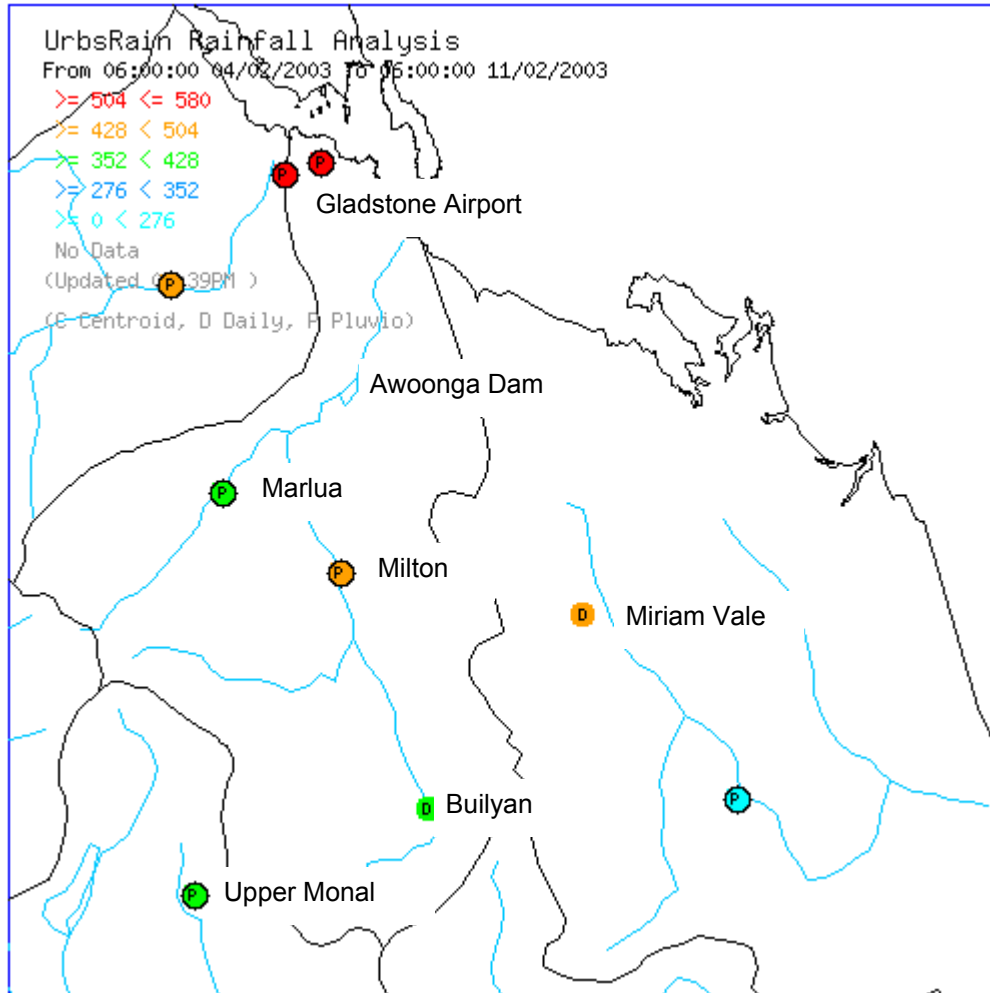 UrbsRain Rainfall Analysis
From 06:00:00 04/02/2003 To 06:00:00 11/02/2003
>= 504 <= 580
>= 428 < 504
>= 352 < 428
>= 276 < 352
>= 0 < 276
No Data
(Updated :39PM )
(C Centroid, D Daily, P Pluvio)
P
P
Gladstone Airport
P
Awoonga Dam
P
Marlua
P
Milton
D
Miriam Vale
P
D
Builyan
P
Upper Monal